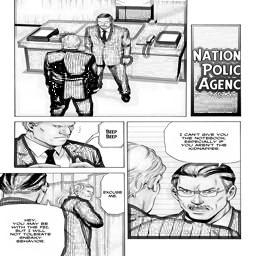 NATION
POLIC
AGENC
BEEP
BEEP
I CAN'T GIVE YOU
THE NOTEBOOK.
ESPECIALLY IF
YOU AREN'T THE
KIDNAPPER.
EXCUSE
ME.
HEY.
YOU MAY BE
WITH THE FBI,
BUT I WILL
NOT TOLERATE
SNEAKY
BEHAVIOR.